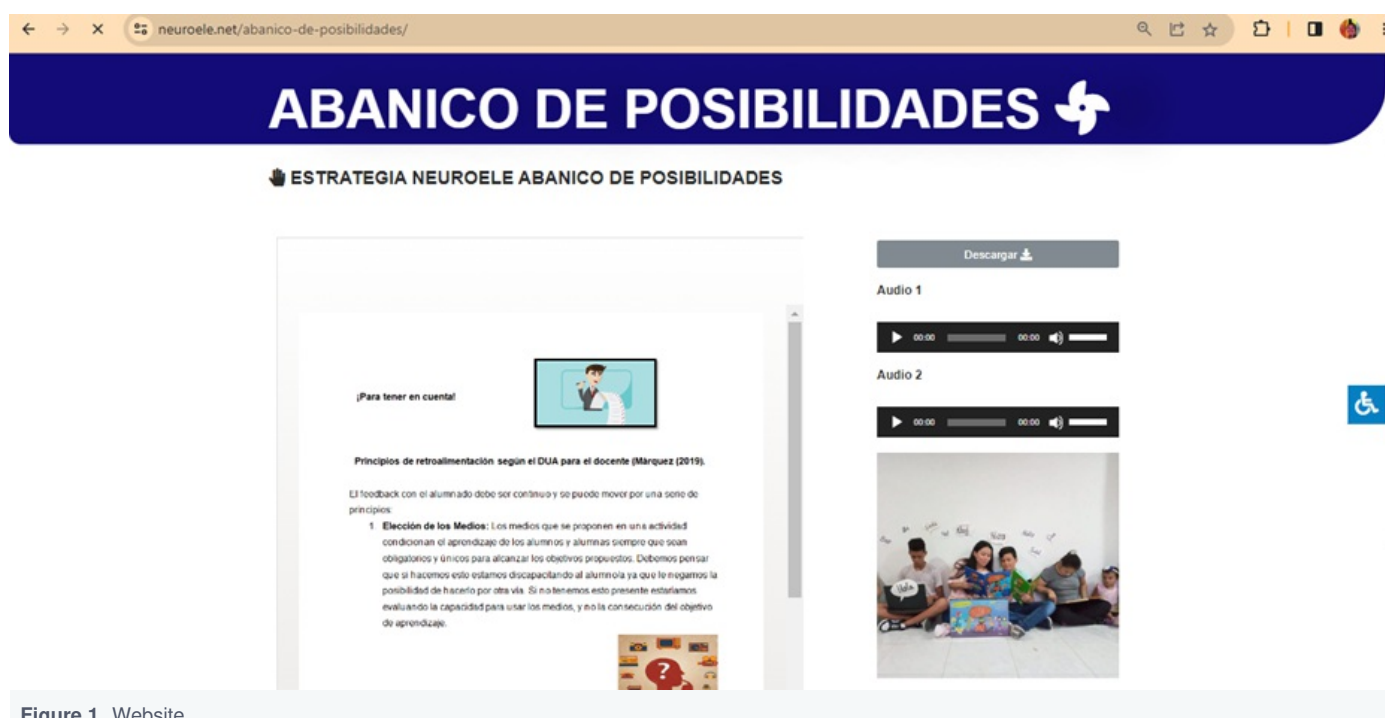 neuroele.net/abanico-de-posibilidades/
ABANICO DE POSIBILIDADES
ESTRATEGIA NEUROELE ABANICO DE POSIBILIDADES
Descargar
Audio 1
00:00 00:00
Audio 2
00:00 00:00
¡Para tener en cuenta!
Principios de retroalimentación según el DUA para el docente (Márquez (2019).
El feedback con el alumnado debe ser continuo y se puede mover por una serie de
principios:
1. Elección de los Medios: Los medios que se proponen en una actividad
condicionan el aprendizaje de los alumnos y alumnas siempre que sean
obligatorios y únicos para alcanzar los objetivos propuestos. Debemos pensar
que si hacemos esto estamos discapacitando al alumno/a ya que le negamos la
posibilidad de hacerlo por otra vía. Si no tenemos esto presente estaríamos
evaluando la capacidad para usar los medios, y no la consecución del objetivo
de aprendizaje.
?
Hola
Figure 1. Website